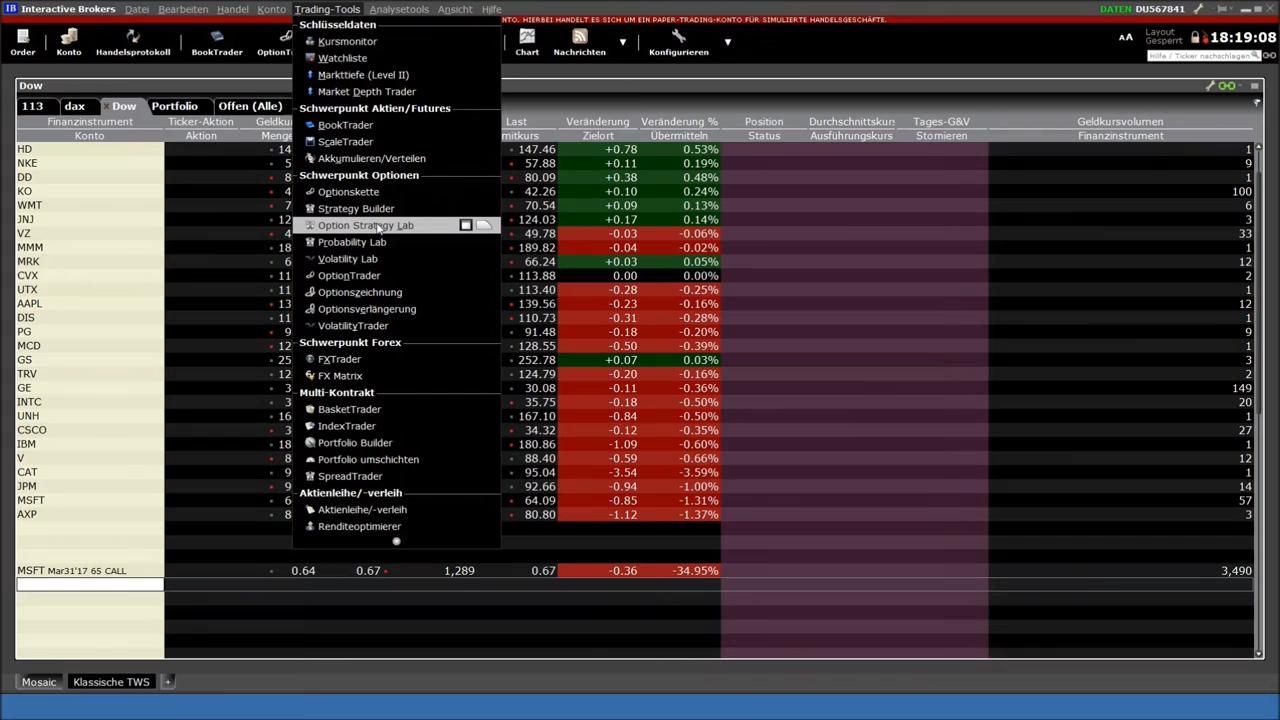 IB Interactive Brokers Datei Bearbeiten Handel Konto Trading-Tools Analysetools Ansicht Hilfe DATEN DU567841
NTO. HIERBEI HANDELT ES SICH UM EIN PAPER-TRADING-KONTO FÜR SIMULIERTE HANDELSGESCHÄFTE.
Order Konto Handelsprotokoll BookTrader Chart Nachrichten Konfigurieren AA Layout Gesperrt 18:19:08
Hilfe / Ticker nachschlagen
Schlüsseldaten
Kursmonitor
Watchliste
Markttiefe (Level II)
Market Depth Trader
Schwerpunkt Aktien/Futures
BookTrader
ScaleTrader
Akkumulieren/Verteilen
Schwerpunkt Optionen
Optionskette
Strategy Builder
Option Strategy Lab
Probability Lab
Volatility Lab
OptionTrader
Optionszeichnung
Optionsverlängerung
VolatilityTrader
Schwerpunkt Forex
FXTrader
FX Matrix
Multi-Kontrakt
BasketTrader
IndexTrader
Portfolio Builder
Portfolio umschichten
SpreadTrader
Aktienleihe/-verleih
Aktienleihe/-verleih
Renditeoptimierer
Dow
113 dax Dow Portfolio Offen (Alle)
Finanzinstrument Ticker-Aktion Last Veränderung Veränderung % Position Durchschnittskurs Tages-G&V Geldkursvolumen
Konto Aktion Zielort Übermitteln Status Ausführungskurs Stornieren Finanzinstrument
HD 14 147.46 +0.78 0.53% 1
NKE 5 57.88 +0.11 0.19% 9
DD 8 80.09 +0.38 0.48% 1
KO 4 42.26 +0.10 0.24% 100
WMT 7 70.54 +0.09 0.13% 6
JNJ 12 124.03 +0.17 0.14% 3
VZ 4 49.78 -0.03 -0.06% 33
MMM 18 189.82 -0.04 -0.02% 1
MRK 6 66.24 +0.03 0.05% 12
CVX 11 113.88 0.00 0.00% 2
UTX 11 113.40 -0.28 -0.25% 1
AAPL 13 139.56 -0.23 -0.16% 12
DIS 11 110.73 -0.31 -0.28% 1
PG 9 91.48 -0.18 -0.20% 9
MCD 12 128.55 -0.50 -0.39% 1
GS 25 252.78 +0.07 0.03% 3
TRV 12 124.79 -0.20 -0.16% 2
GE 3 30.08 -0.11 -0.36% 149
INTC 3 35.75 -0.18 -0.50% 20
UNH 16 167.10 -0.84 -0.50% 1
CSCO 3 34.32 -0.12 -0.35% 27
IBM 18 180.86 -1.09 -0.60% 1
V 8 88.40 -0.59 -0.66% 12
CAT 9 95.04 -3.54 -3.59% 1
JPM 9 92.66 -0.94 -1.00% 14
MSFT 6 64.09 -0.85 -1.31% 57
AXP 8 80.80 -1.12 -1.37% 3
MSFT Mar31'17 65 CALL 0.64 0.67 1,289 0.67 -0.36 -34.95% 3,490
Mosaic Klassische TWS +